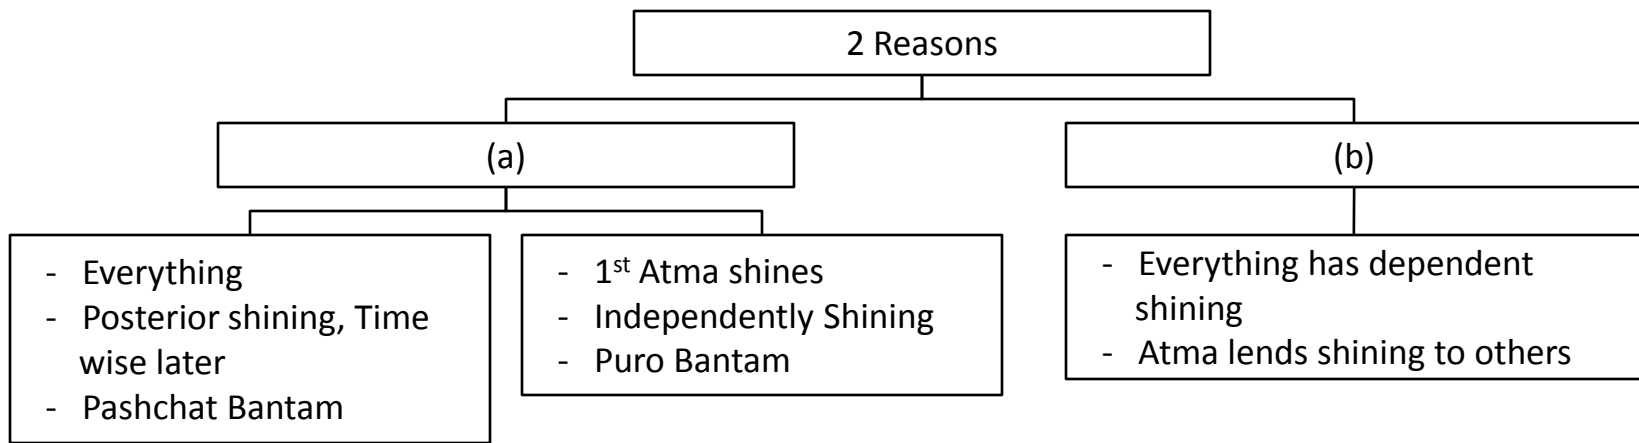 2 Reasons
(a)
(b)
- Everything
- Posterior shining, Time
wise later
- Pashchat Bantam
- 1st Atma shines
- Independently Shining
- Puro Bantam
- Everything has dependent
shining
- Atma lends shining to others